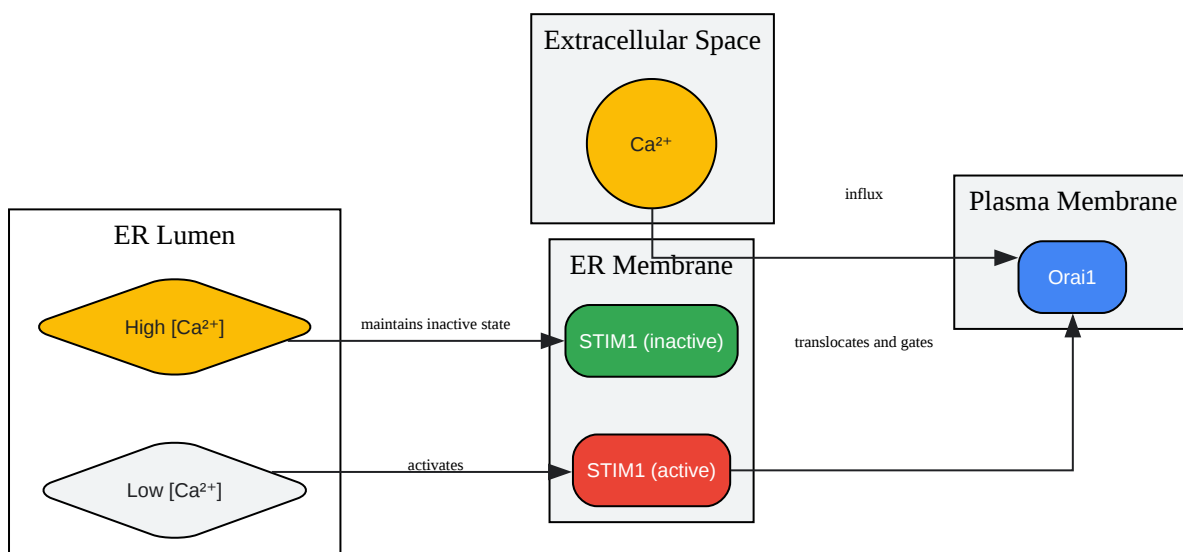 Extracellular Space
Ca²⁺
influx
Plasma Membrane
Orai1
ER Lumen
High [Ca²⁺]
maintains inactive state
Low [Ca²⁺]
activates
ER Membrane
STIM1 (inactive)
STIM1 (active)
translocates and gates